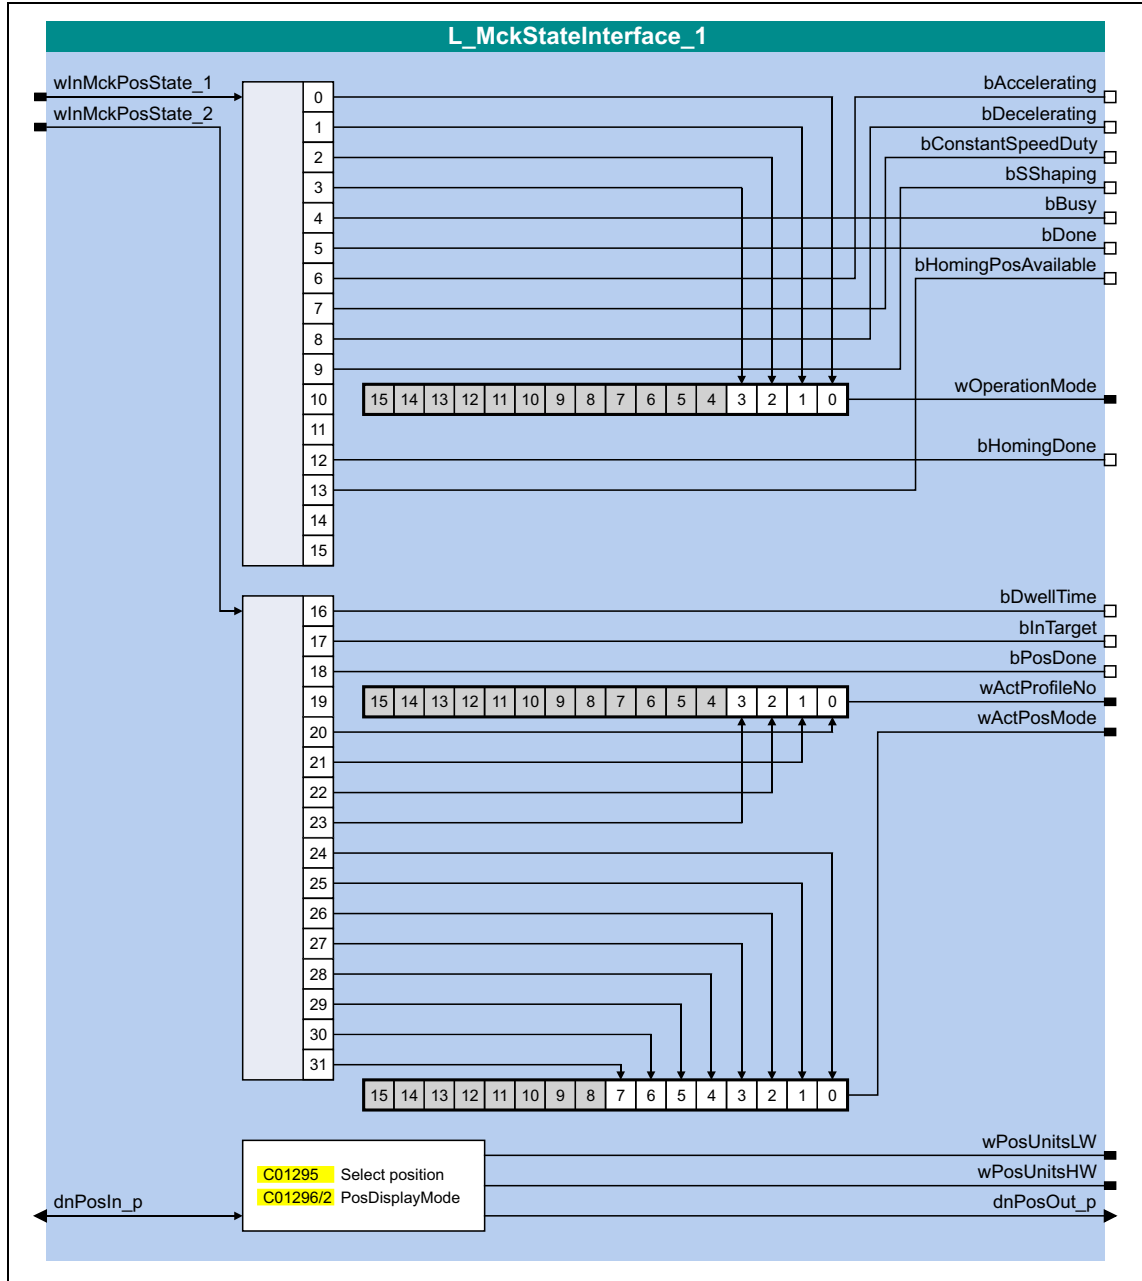 L_MckStateInterface_1
wInMckPosState_1
wInMckPosState_2
bAccelerating
bDecelerating
bConstantSpeedDuty
bSShaping
bBusy
bDone
bHomingPosAvailable
0
1
2
3
4
5
6
7
8
9
10
11
12
13
14
15
15 14 13 12 11 10 9 8 7 6 5 4 3 2 1 0
wOperationMode
bHomingDone
16
17
18
19
20
21
22
23
24
25
26
27
28
29
30
31
bDwellTime
bInTarget
bPosDone
wActProfileNo
wActPosMode
15 14 13 12 11 10 9 8 7 6 5 4 3 2 1 0
15 14 13 12 11 10 9 8 7 6 5 4 3 2 1 0
C01295 Select position
C01296/2 PosDisplayMode
dnPosIn_p
wPosUnitsLW
wPosUnitsHW
dnPosOut_p